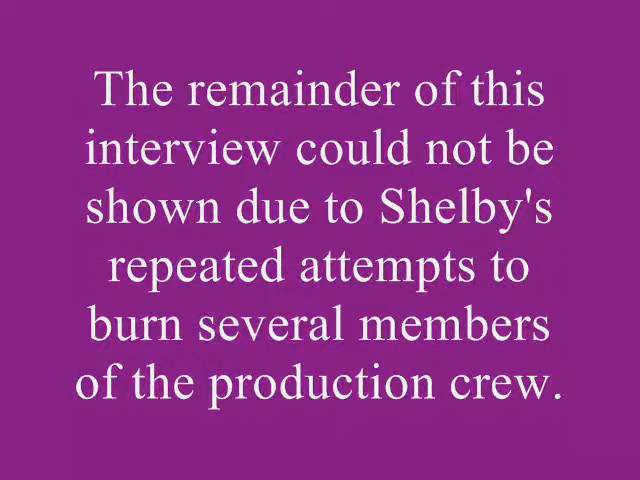 The remainder of this
interview could not be
shown due to Shelby's
repeated attempts to
burn several members
of the production crew.